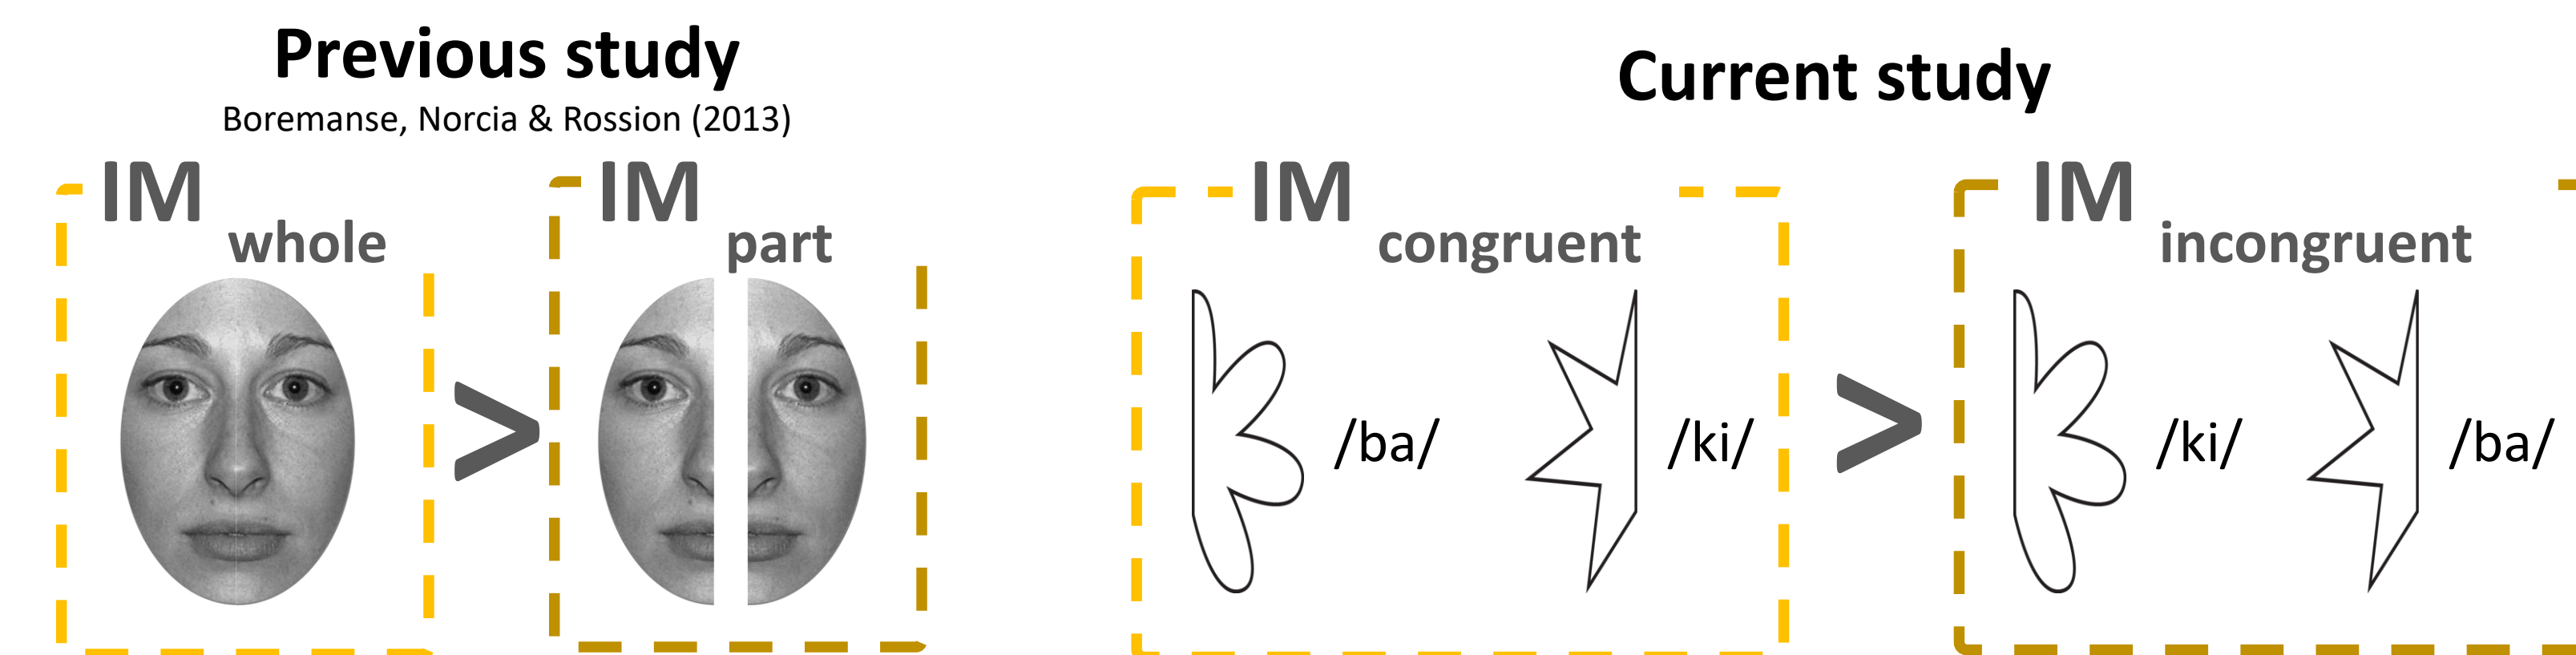 Previous study
Boremanse, Norcia & Rossion (2013)
IM whole
>
IM part
Current study
IM congruent
/ba/
/ki/
>
IM incongruent
/ki/
/ba/